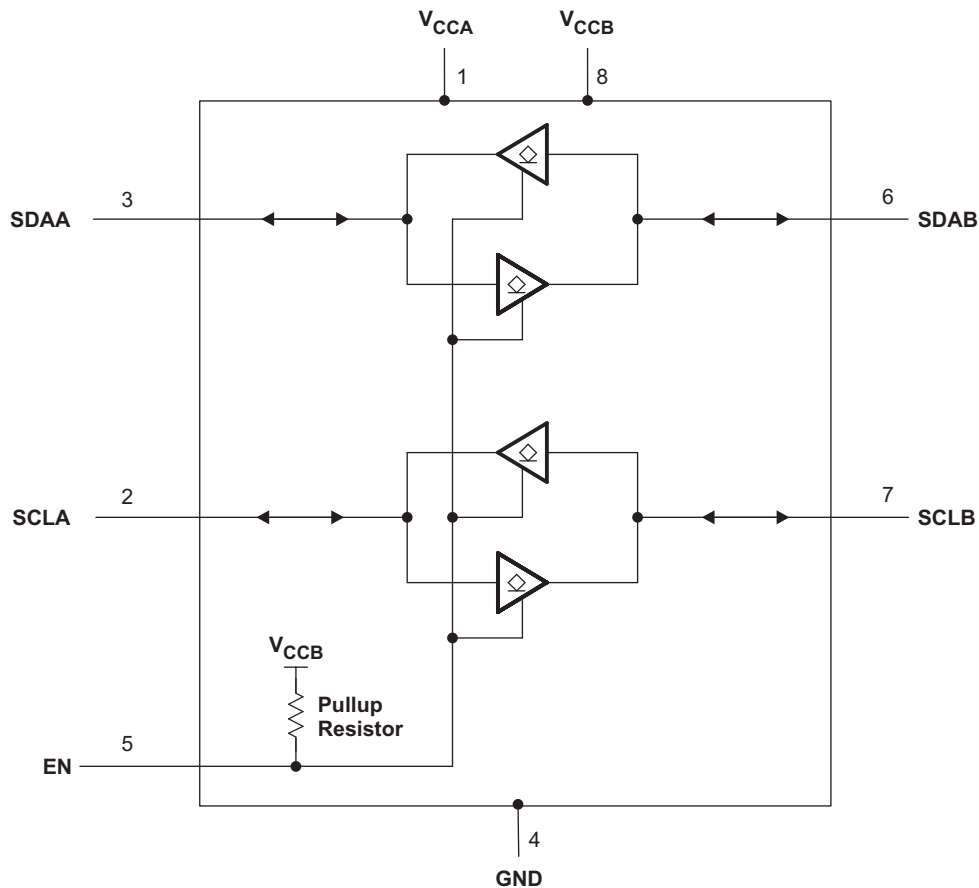 VCCA
VCCB
1
8
SDAA
3
6
SDAB
SCLA
2
7
SCLB
VCCB
Pullup
Resistor
EN
5
4
GND